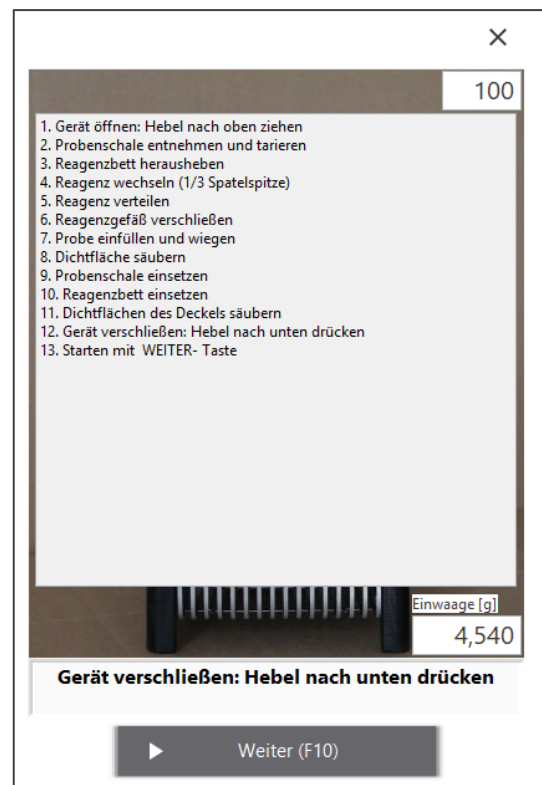 100
1. Gerät öffnen: Hebel nach oben ziehen
2. Probenschale entnehmen und tarieren
3. Reagenzbett herausheben
4. Reagenz wechseln (1/3 Spatelspitze)
5. Reagenz verteilen
6. Reagenzgefäß verschließen
7. Probe einfüllen und wiegen
8. Dichtfläche säubern
9. Probenschale einsetzen
10. Reagenzbett einsetzen
11. Dichtflächen des Deckels säubern
12. Gerät verschließen: Hebel nach unten drücken
13. Starten mit WEITER- Taste
Einwaage [g]
4,540
Gerät verschließen: Hebel nach unten drücken
Weiter (F10)